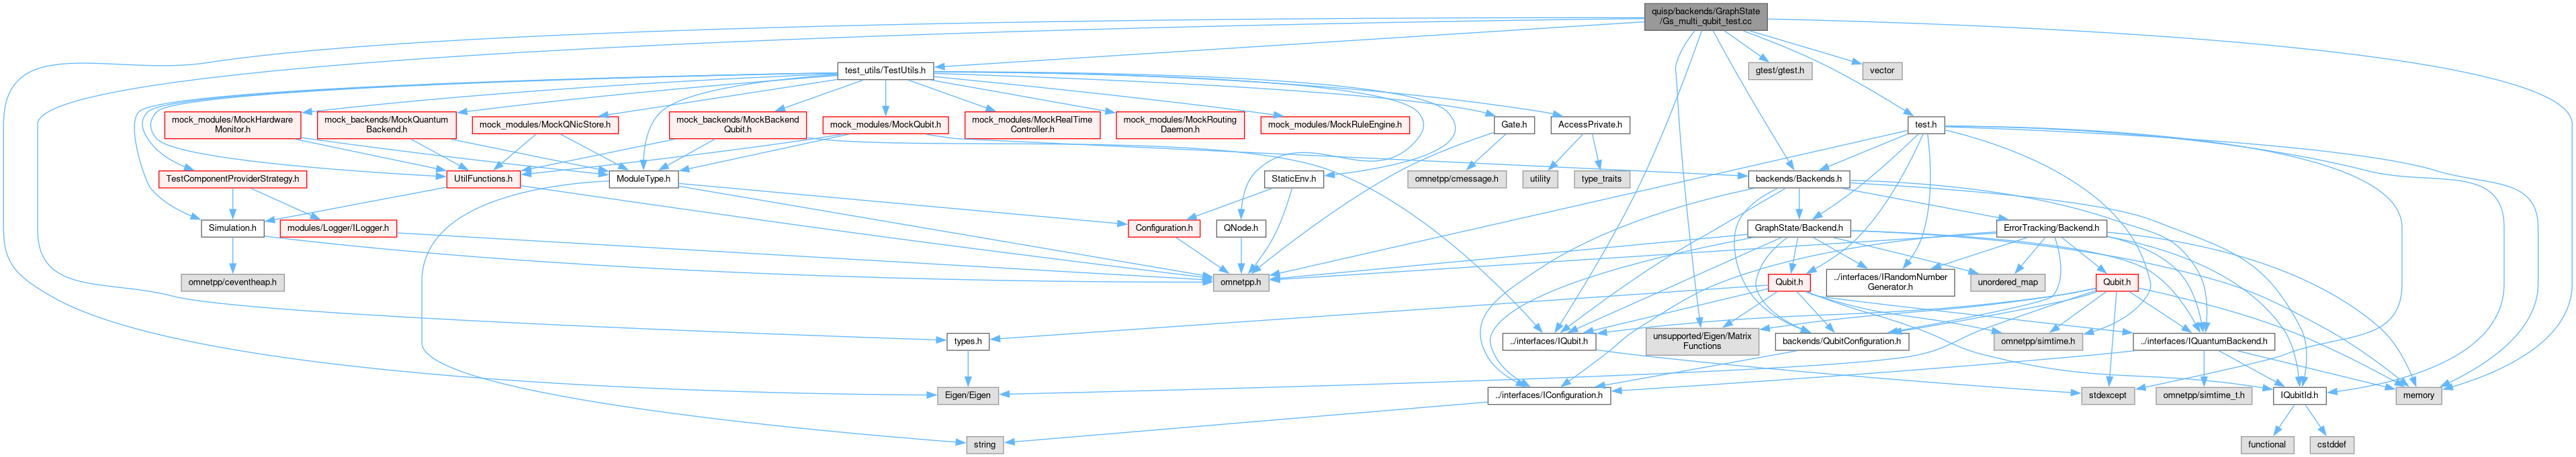 quisp/backends/GraphState
/Gs_multi_qubit_test.cc
test_utils/TestUtils.h
gtest/gtest.h
vector
mock_modules/MockHardware
Monitor.h
mock_backends/MockQuantum
Backend.h
mock_modules/MockQNicStore.h
mock_backends/MockBackend
Qubit.h
mock_modules/MockQubit.h
mock_modules/MockRealTime
Controller.h
mock_modules/MockRouting
Daemon.h
mock_modules/MockRuleEngine.h
Gate.h
AccessPrivate.h
test.h
TestComponentProviderStrategy.h
UtilFunctions.h
ModuleType.h
StaticEnv.h
omnetpp/cmessage.h
utility
type_traits
backends/Backends.h
Simulation.h
modules/Logger/ILogger.h
Configuration.h
QNode.h
GraphState/Backend.h
ErrorTracking/Backend.h
omnetpp/ceventheap.h
omnetpp.h
Qubit.h
../interfaces/IRandomNumber
Generator.h
unordered_map
Qubit.h
types.h
../interfaces/IQubit.h
unsupported/Eigen/Matrix
Functions
backends/QubitConfiguration.h
omnetpp/simtime.h
../interfaces/IQuantumBackend.h
Eigen/Eigen
../interfaces/IConfiguration.h
stdexcept
omnetpp/simtime_t.h
IQubitId.h
memory
string
functional
cstddef